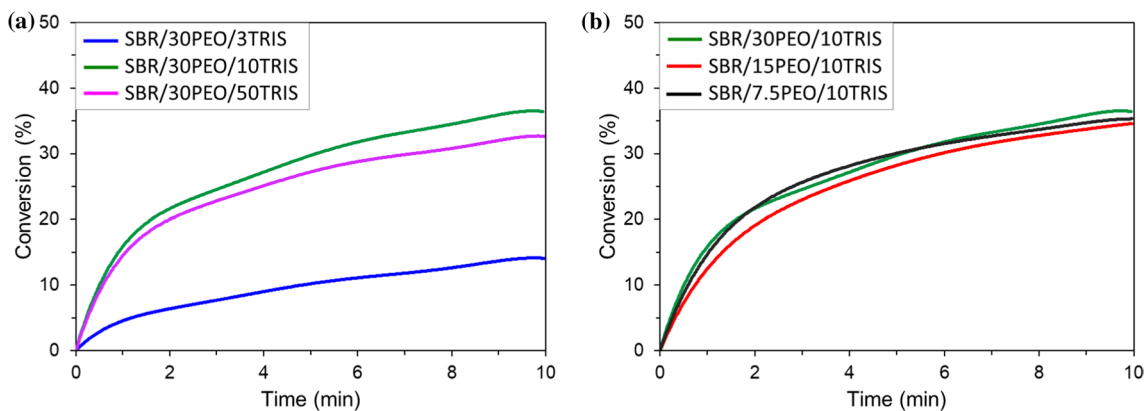 (a)
50
40
30
20
10
0
Conversion (%)
SBR/30PEO/3TRIS
SBR/30PEO/10TRIS
SBR/30PEO/50TRIS
0 2 4 6 8 10
Time (min)
(b)
50
40
30
20
10
0
Conversion (%)
SBR/30PEO/10TRIS
SBR/15PEO/10TRIS
SBR/7.5PEO/10TRIS
0 2 4 6 8 10
Time (min)